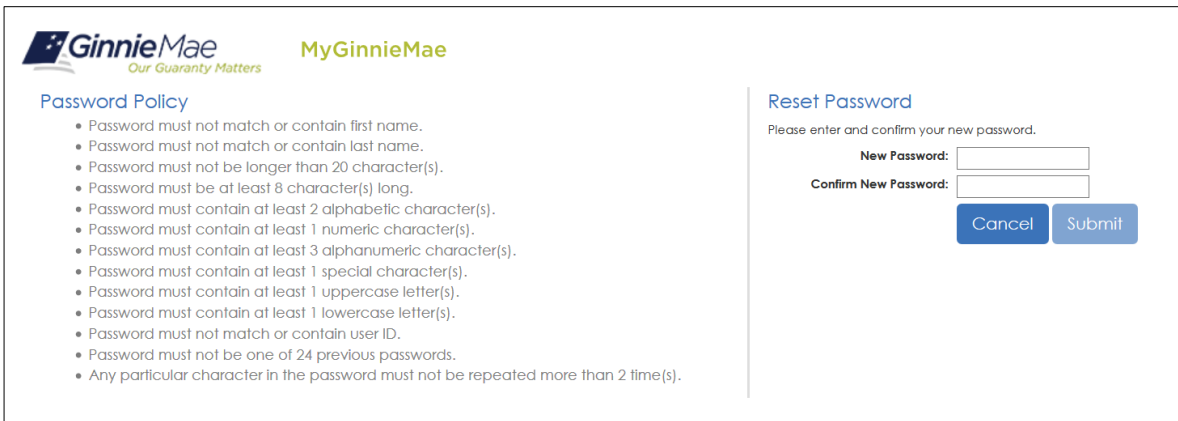 GinnieMae
Our Guaranty Matters
MyGinnieMae
Password Policy
• Password must not match or contain first name.
• Password must not match or contain last name.
• Password must not be longer than 20 character(s).
• Password must be at least 8 character(s) long.
• Password must contain at least 2 alphabetic character(s).
• Password must contain at least 1 numeric character(s).
• Password must contain at least 3 alphanumeric character(s).
• Password must contain at least 1 special character(s).
• Password must contain at least 1 uppercase letter(s).
• Password must contain at least 1 lowercase letter(s).
• Password must not match or contain user ID.
• Password must not be one of 24 previous passwords.
• Any particular character in the password must not be repeated more than 2 time(s).
Reset Password
Please enter and confirm your new password.
New Password:
Confirm New Password:
Cancel Submit